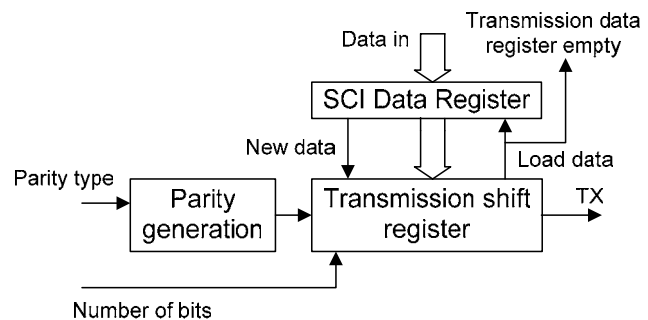 Transmission data
register empty
Data in
SCI Data Register
New data
Load data
Parity type
Parity
generation
Transmission shift
register
TX
Number of bits